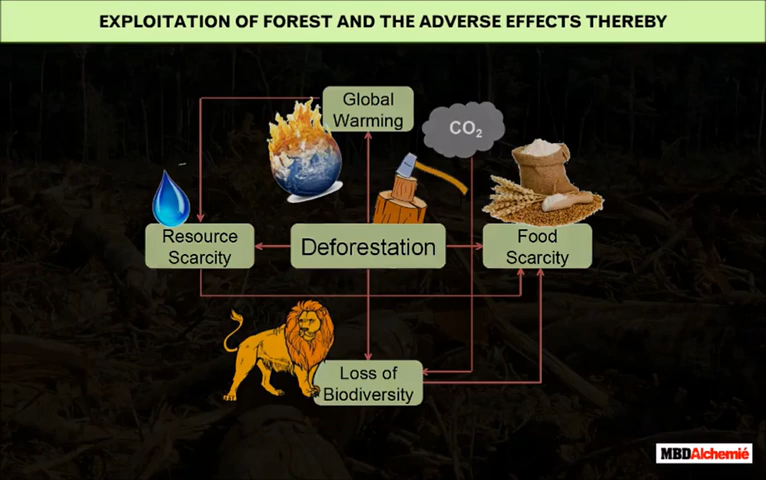 EXPLOITATION OF FOREST AND THE ADVERSE EFFECTS THEREBY
Global
Warming
CO₂
Resource
Scarcity
Deforestation
Food
Scarcity
Loss of
Biodiversity
MBDAlchemié